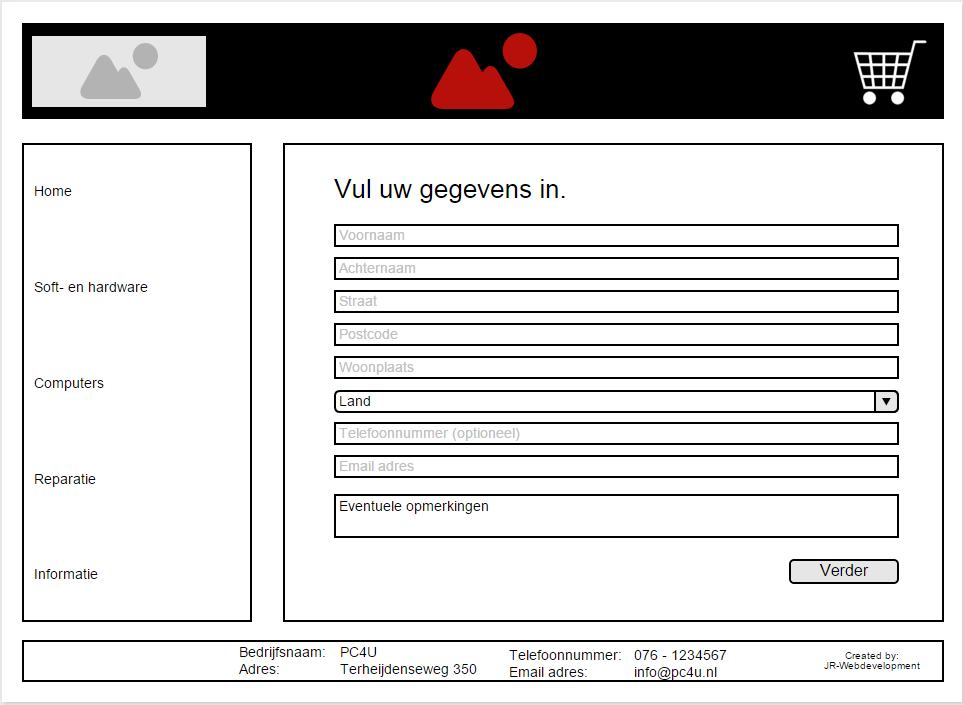 Home
Soft- en hardware
Computers
Reparatie
Informatie
Vul uw gegevens in.
Voornaam
Achternaam
Straat
Postcode
Woonplaats
Land
Telefoonnummer (optioneel)
Email adres
Eventuele opmerkingen
Verder
Bedrijfsnaam: PC4U
Adres: Terheijdenseweg 350
Telefoonnummer: 076 - 1234567
Email adres: info@pc4u.nl
Created by:
JR-Webdevelopment